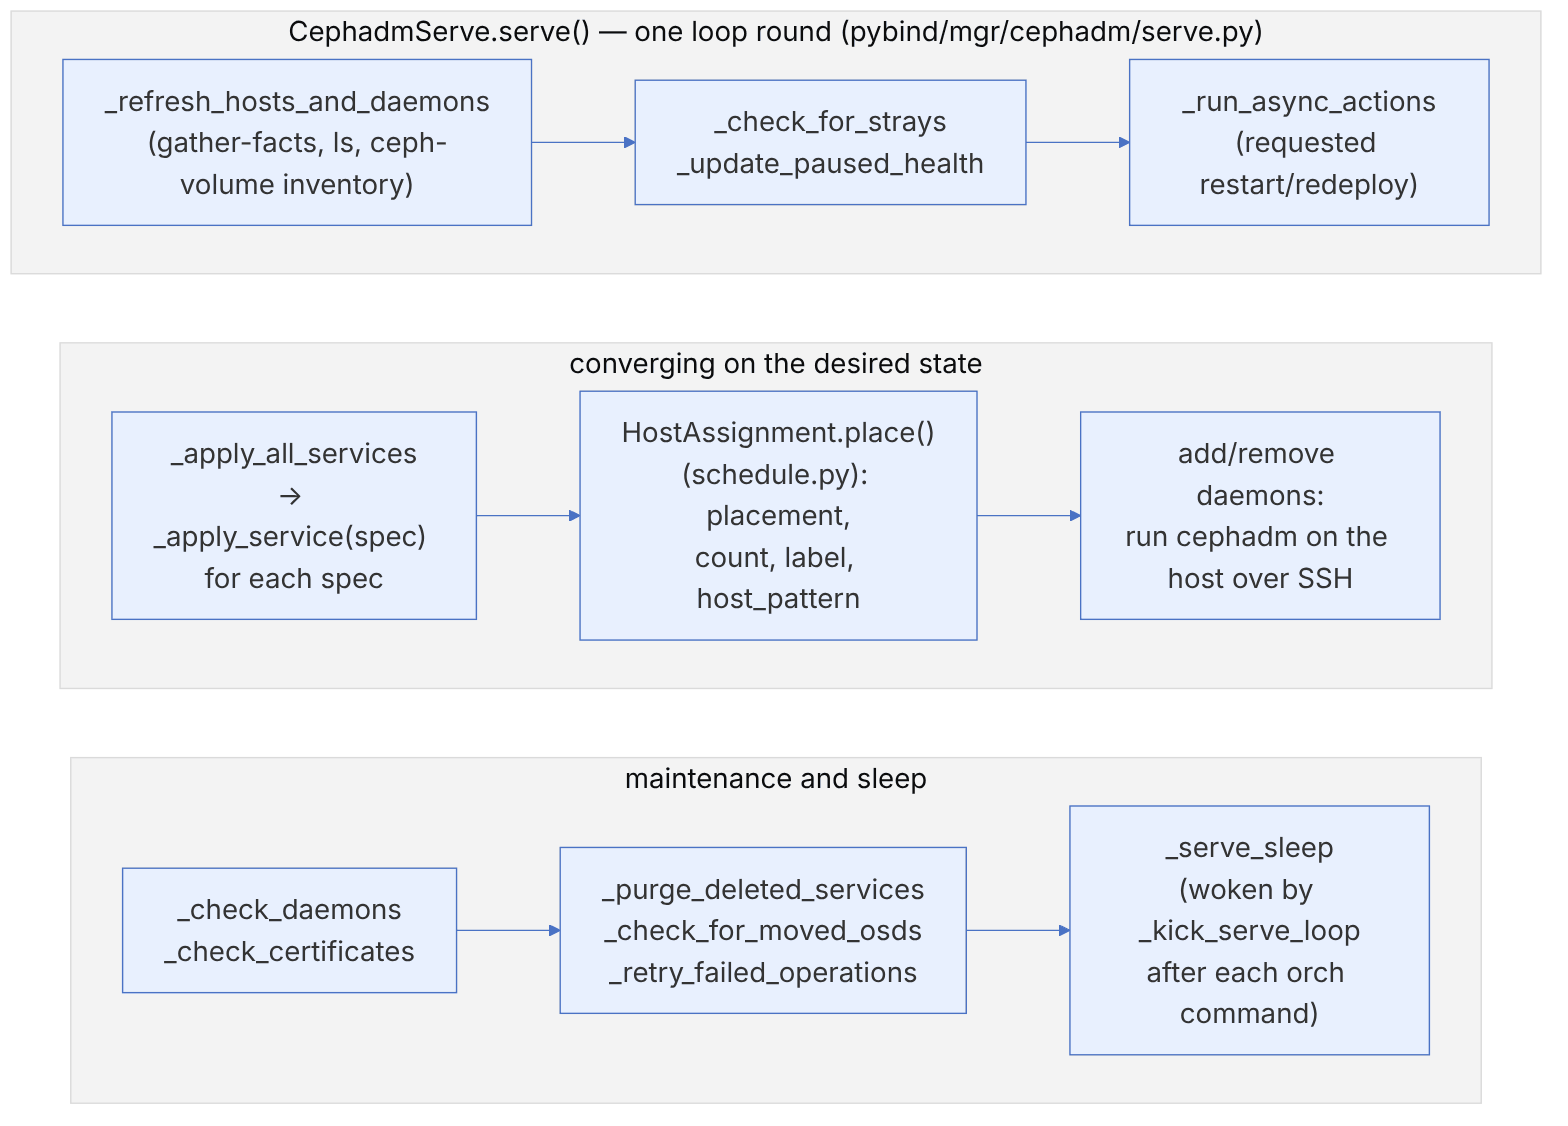 CephadmServe.serve() — one loop round (pybind/mgr/cephadm/serve.py)
_refresh_hosts_and_daemons
(gather-facts, ls, ceph-
volume inventory)
_check_for_strays
_update_paused_health
_run_async_actions
(requested
restart/redeploy)
converging on the desired state
_apply_all_services
→
_apply_service(spec)
for each spec
HostAssignment.place()
(schedule.py):
placement,
count, label,
host_pattern
add/remove
daemons:
run cephadm on the
host over SSH
maintenance and sleep
_check_daemons
_check_certificates
_purge_deleted_services
_check_for_moved_osds
_retry_failed_operations
_serve_sleep
(woken by
_kick_serve_loop
after each orch
command)